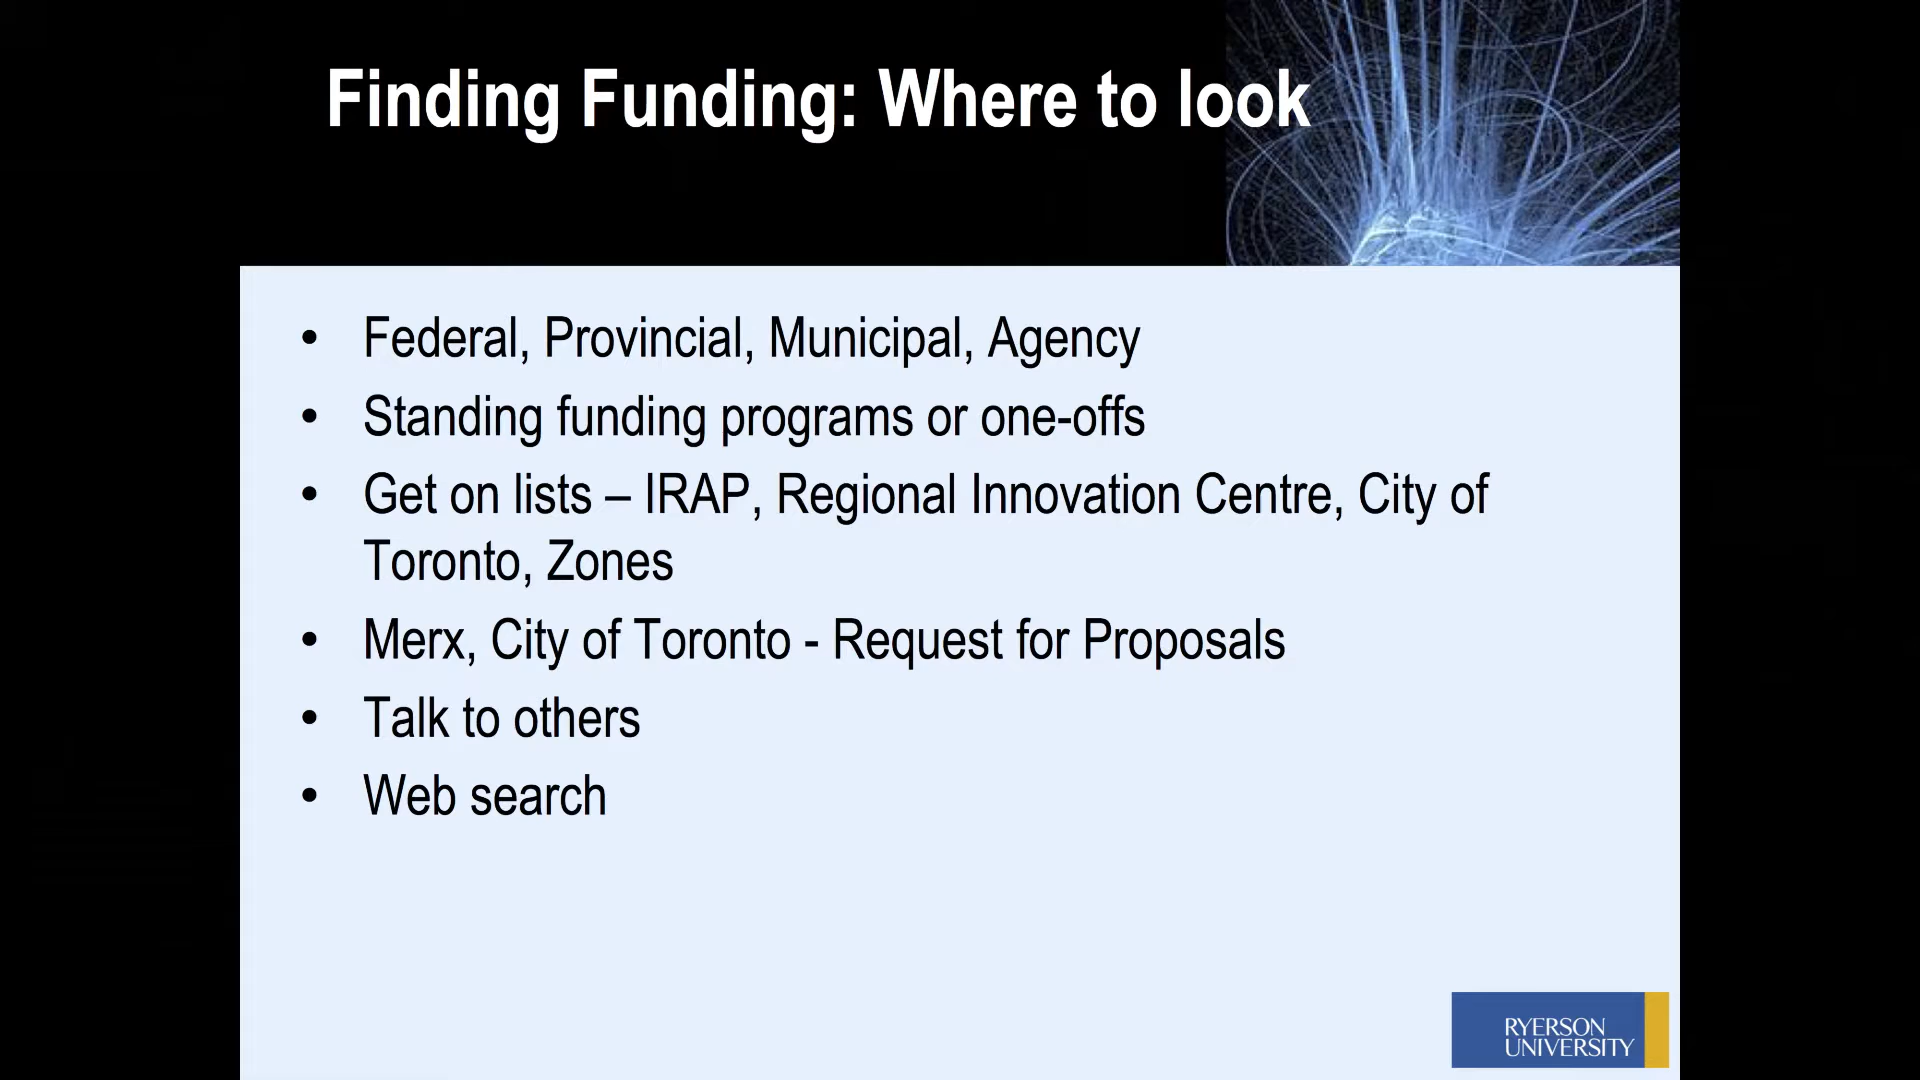 Finding Funding: Where to look
• Federal, Provincial, Municipal, Agency
• Standing funding programs or one-offs
• Get on lists – IRAP, Regional Innovation Centre, City of
Toronto, Zones
• Merx, City of Toronto - Request for Proposals
• Talk to others
• Web search
RYERSON
UNIVERSITY